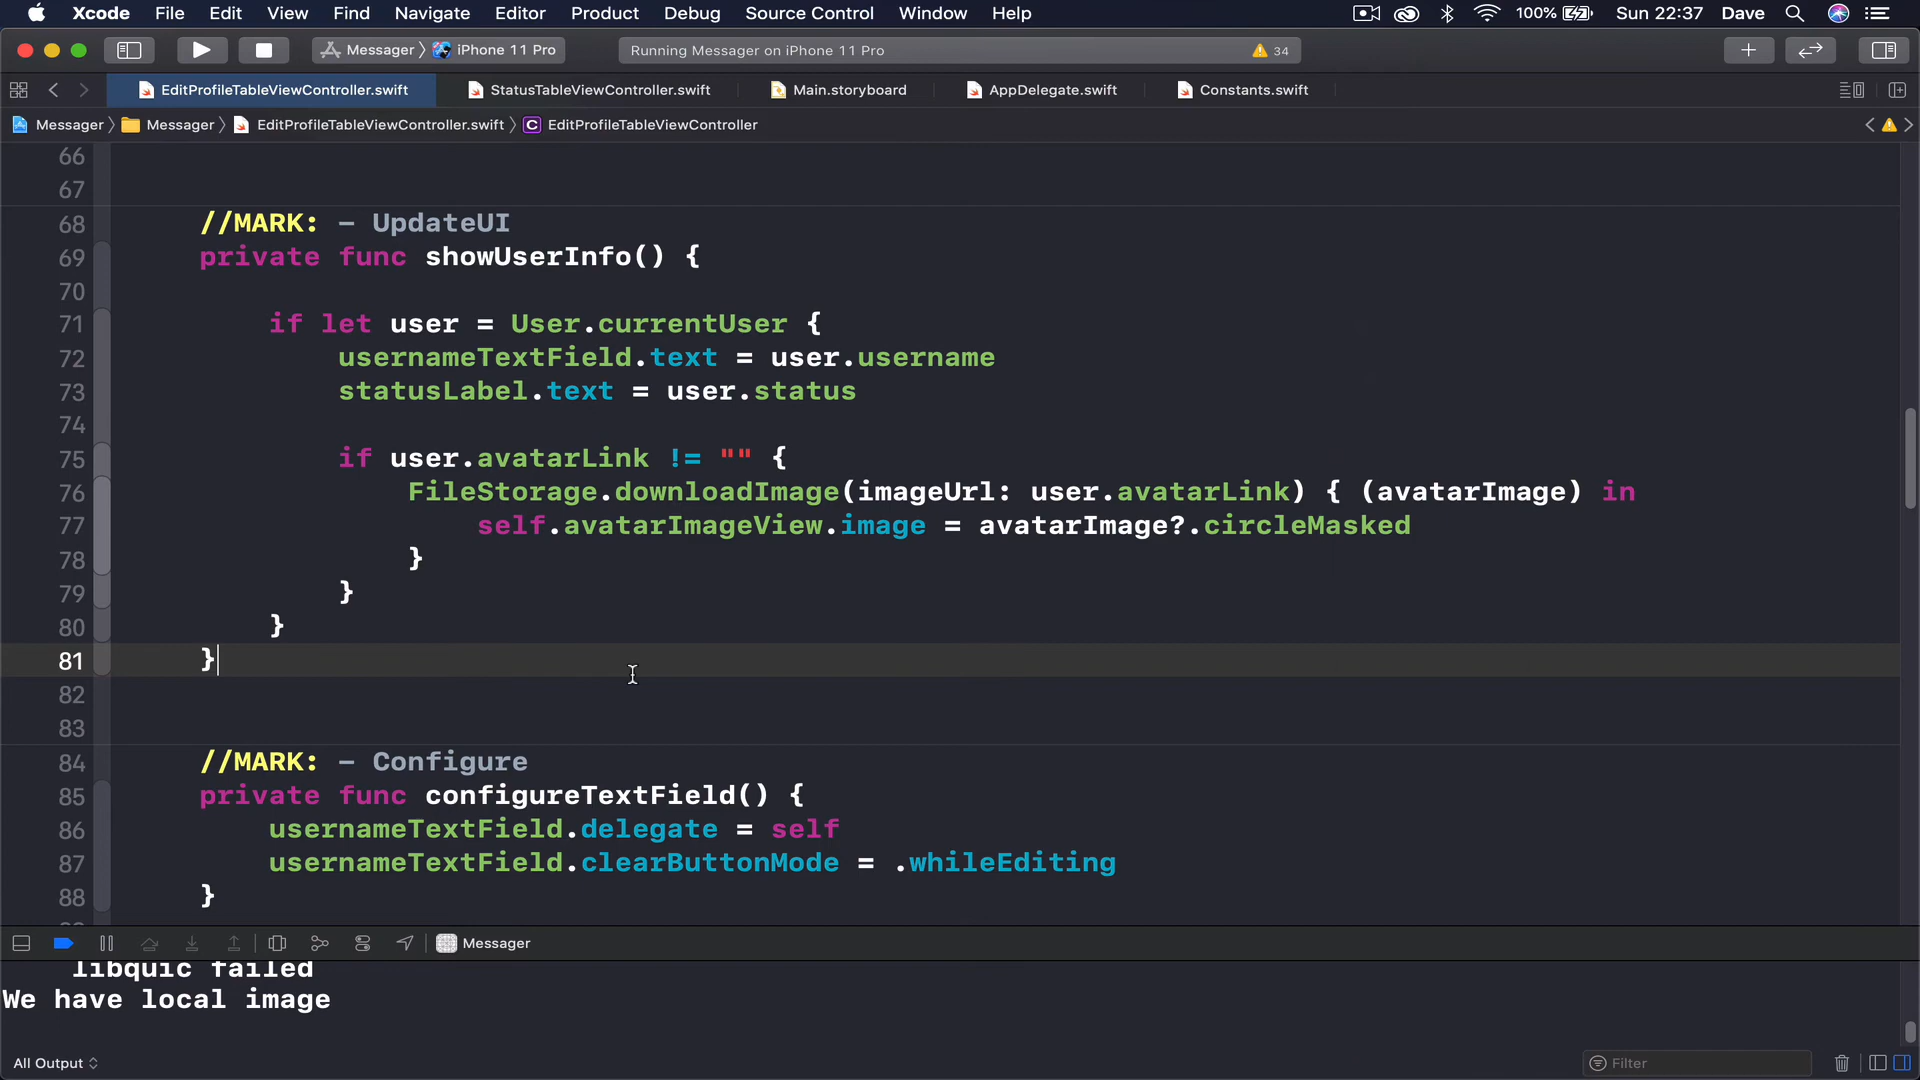 Xcode File Edit View Find Navigate Editor Product Debug Source Control Window Help 100% Sun 22:37 Dave
Messager iPhone 11 Pro Running Messager on iPhone 11 Pro 34
EditProfileTableViewController.swift StatusTableViewController.swift Main.storyboard AppDelegate.swift Constants.swift
Messager Messager EditProfileTableViewController.swift C EditProfileTableViewController
66
67
68 //MARK: - UpdateUI
69 private func showUserInfo() {
70
71 if let user = User.currentUser {
72 usernameTextField.text = user.username
73 statusLabel.text = user.status
74
75 if user.avatarLink != "" {
76 FileStorage.downloadImage(imageUrl: user.avatarLink) { (avatarImage) in
77 self.avatarImageView.image = avatarImage?.circleMasked
78 }
79 }
80 }
81 }
82
83
84 //MARK: - Configure
85 private func configureTextField() {
86 usernameTextField.delegate = self
87 usernameTextField.clearButtonMode = .whileEditing
88 }
Messager
libquic failed
We have local image
All Output Filter